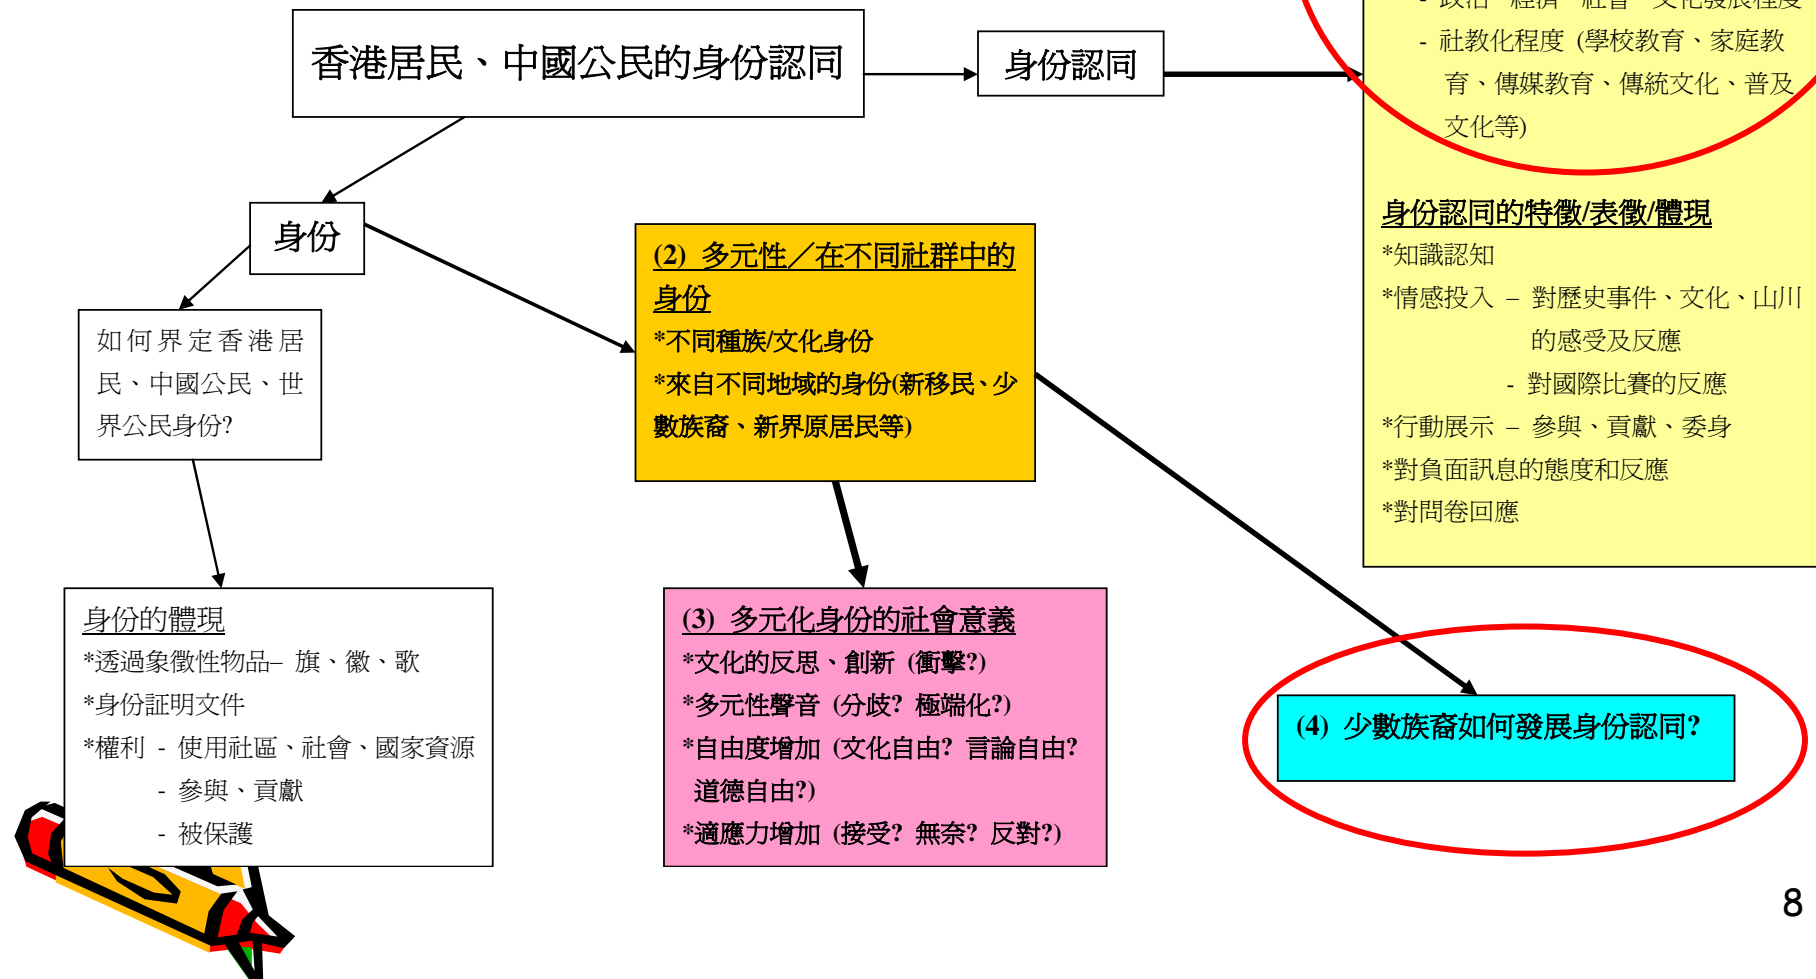 - 政治、經濟、社會、文化發展程度
- 社教化程度 (學校教育、家庭教
育、傳媒教育、傳統文化、普及
文化等)
香港居民、中國公民的身份認同
身份認同
身份認同的特徵/表徵/體現
*知識認知
*情感投入 – 對歷史事件、文化、山川
的感受及反應
- 對國際比賽的反應
*行動展示 – 參與、貢獻、委身
*對負面訊息的態度和反應
*對問卷回應
身份
(2) 多元性／在不同社群中的
身份
*不同種族/文化身份
*來自不同地域的身份(新移民、少
數族裔、新界原居民等)
如何界定香港居
民、中國公民、世
界公民身份?
身份的體現
*透過象徵性物品– 旗、徽、歌
*身份証明文件
*權利 - 使用社區、社會、國家資源
- 參與、貢獻
- 被保護
(3) 多元化身份的社會意義
*文化的反思、創新 (衝擊?)
*多元性聲音 (分歧? 極端化?)
*自由度增加 (文化自由? 言論自由?
道德自由?)
*適應力增加 (接受? 無奈? 反對?)
(4) 少數族裔如何發展身份認同?
8